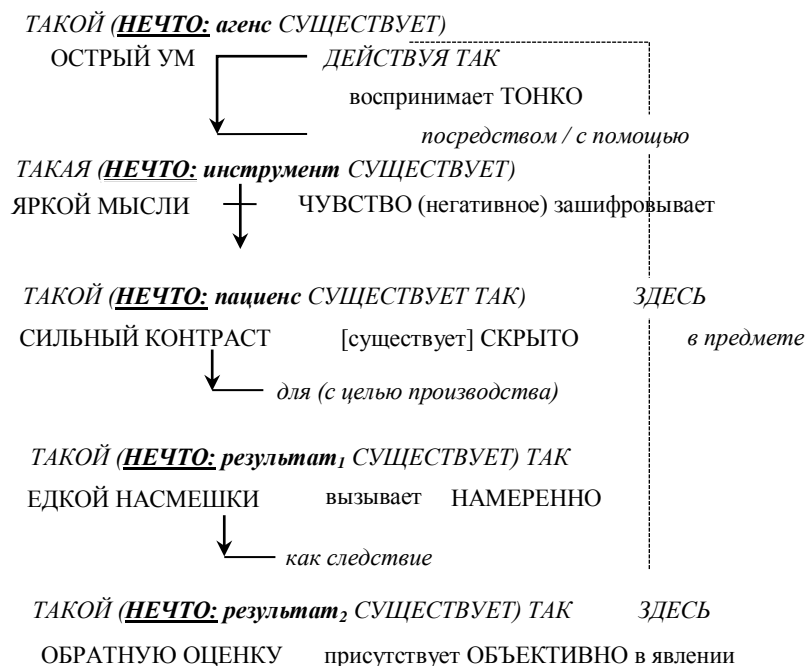 ТАКОЙ (НЕЧТО: агенс СУЩЕСТВУЕТ)
ОСТРЫЙ УМ ДЕЙСТВУЯ ТАК
воспринимает ТОНКО
посредством / с помощью
ТАКАЯ (НЕЧТО: инструмент СУЩЕСТВУЕТ)
ЯРКОЙ МЫСЛИ ЧУВСТВО (негативное) зашифровывает
ТАКОЙ (НЕЧТО: пациенс СУЩЕСТВУЕТ ТАК) ЗДЕСЬ
СИЛЬНЫЙ КОНТРАСТ [существует] СКРЫТО в предмете
для (с целью производства)
ТАКОЙ (НЕЧТО: результат₁ СУЩЕСТВУЕТ) ТАК
ЕДКОЙ НАСМЕШКИ вызывает НАМЕРЕННО
как следствие
ТАКОЙ (НЕЧТО: результат₂ СУЩЕСТВУЕТ) ТАК ЗДЕСЬ
ОБРАТНУЮ ОЦЕНКУ присутствует ОБЪЕКТИВНО в явлении